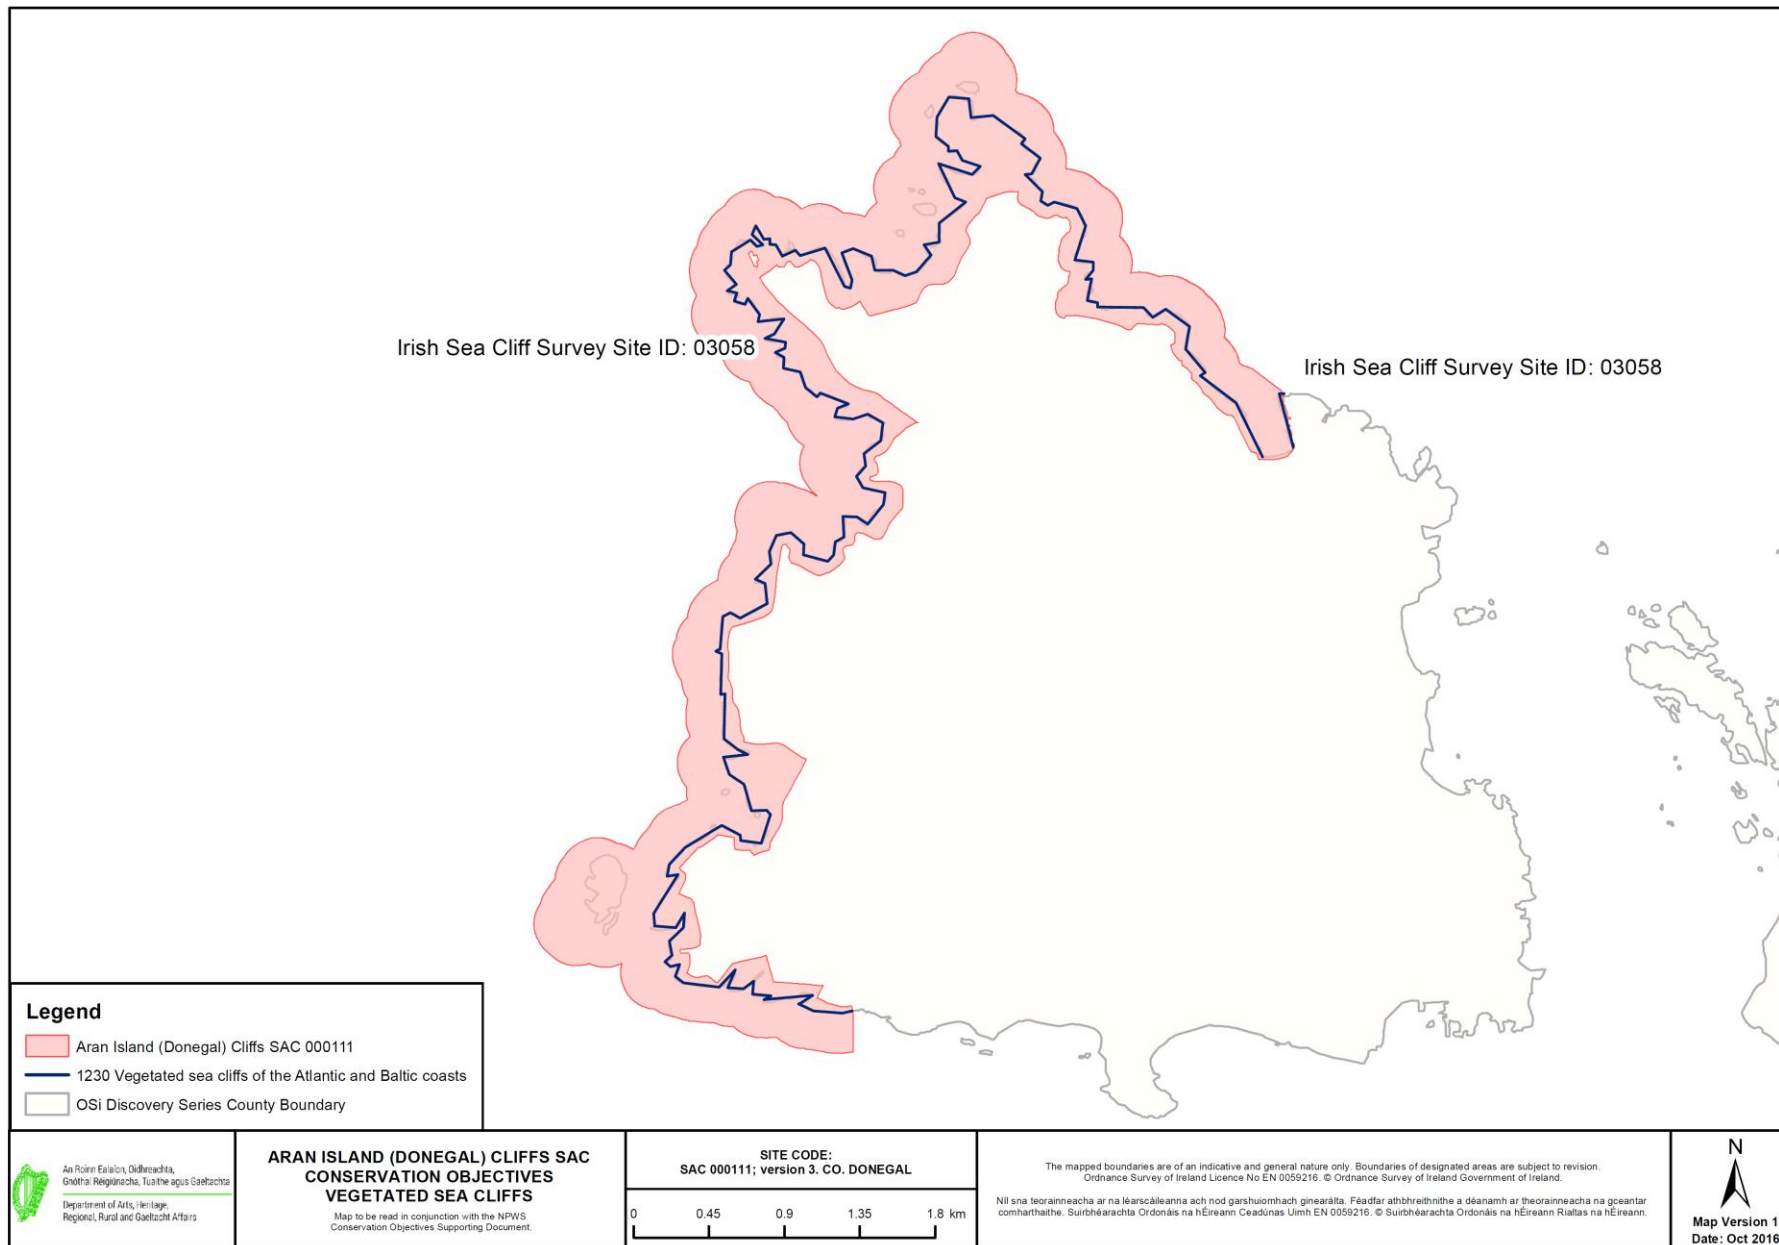 Irish Sea Cliff Survey Site ID: 03058
Irish Sea Cliff Survey Site ID: 03058
Legend
Aran Island (Donegal) Cliffs SAC 000111
1230 Vegetated sea cliffs of the Atlantic and Baltic coasts
OSi Discovery Series County Boundary
An Roinn Ealaíon, Oidhreachta,
Gnóthaí Réigiúnacha, Tuaithe agus Gaeltachta
Department of Arts, Heritage,
Regional, Rural and Gaeltacht Affairs
ARAN ISLAND (DONEGAL) CLIFFS SAC
CONSERVATION OBJECTIVES
VEGETATED SEA CLIFFS
Map to be read in conjunction with the NPWS
Conservation Objectives Supporting Document.
SITE CODE:
SAC 000111; version 3. CO. DONEGAL
0 0.45 0.9 1.35 1.8 km
The mapped boundaries are of an indicative and general nature only. Boundaries of designated areas are subject to revision.
Ordnance Survey of Ireland Licence No EN 0059216. © Ordnance Survey of Ireland Government of Ireland.
Níl sna teorainneacha ar na léarscáileanna ach nod garshuiomhach ginearálta. Féadfar athbhreithnithe a déanamh ar theorainneacha na gceantar
comharthaithe. Suirbhéarachta Ordonáis na hÉireann Ceadúnas Uimh EN 0059216. © Suirbhéarachta Ordonáis na hÉireann Rialtas na hÉireann.
N
Map Version 1
Date: Oct 2016